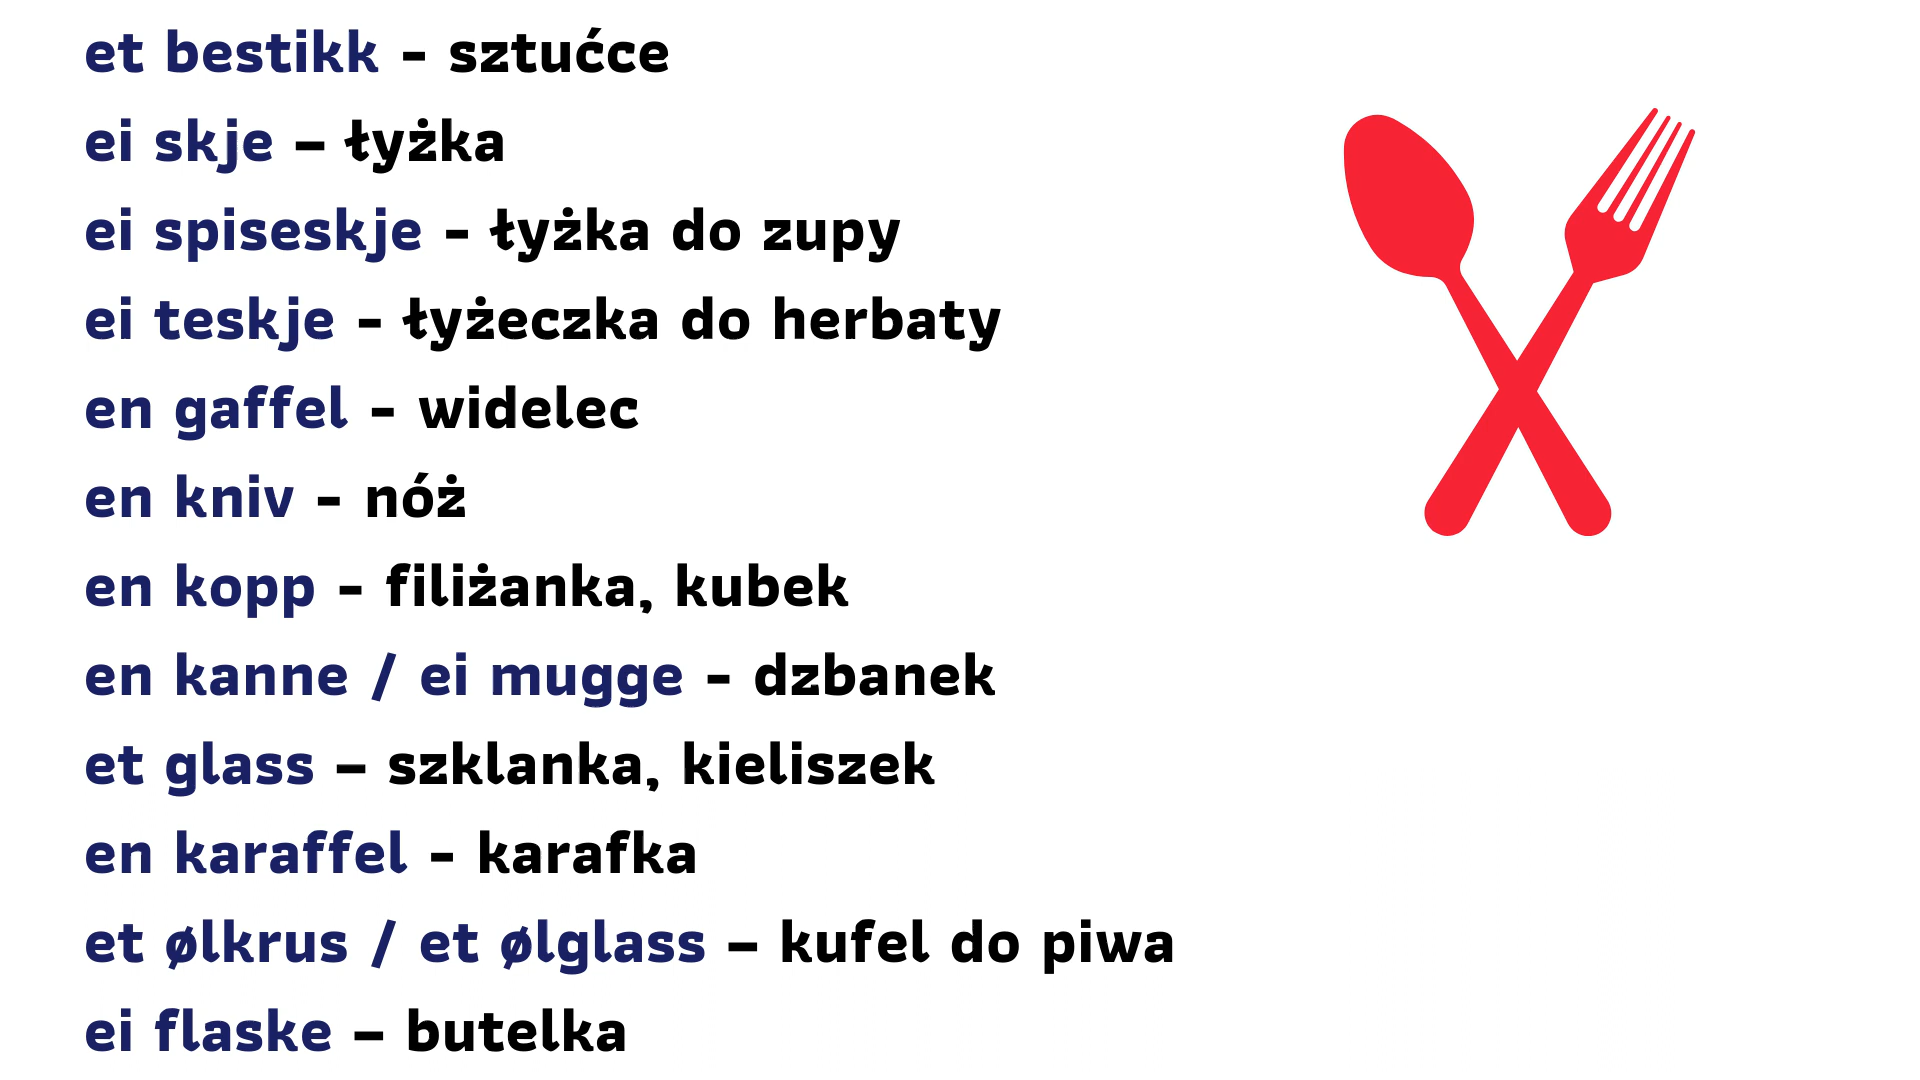 et bestikk - sztućce
ei skje – łyżka
ei spiseskje - łyżka do zupy
ei teskje - łyżeczka do herbaty
en gaffel - widelec
en kniv - nóż
en kopp - filiżanka, kubek
en kanne / ei mugge - dzbanek
et glass – szklanka, kieliszek
en karaffel - karafka
et ølkrus / et ølglass – kufel do piwa
ei flaske – butelka